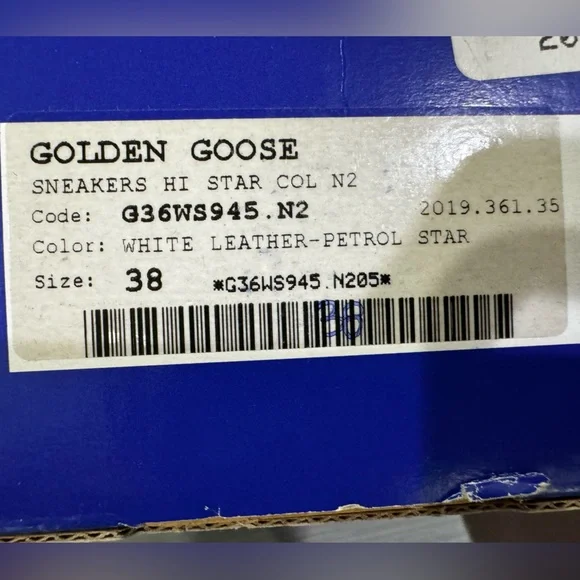 GOLDEN GOOSE
SNEAKERS HI STAR COL N2
Code: G36WS945.N2 2019.361.35
Color: WHITE LEATHER-PETROL STAR
Size: 38 *G36WS945.N205*
38